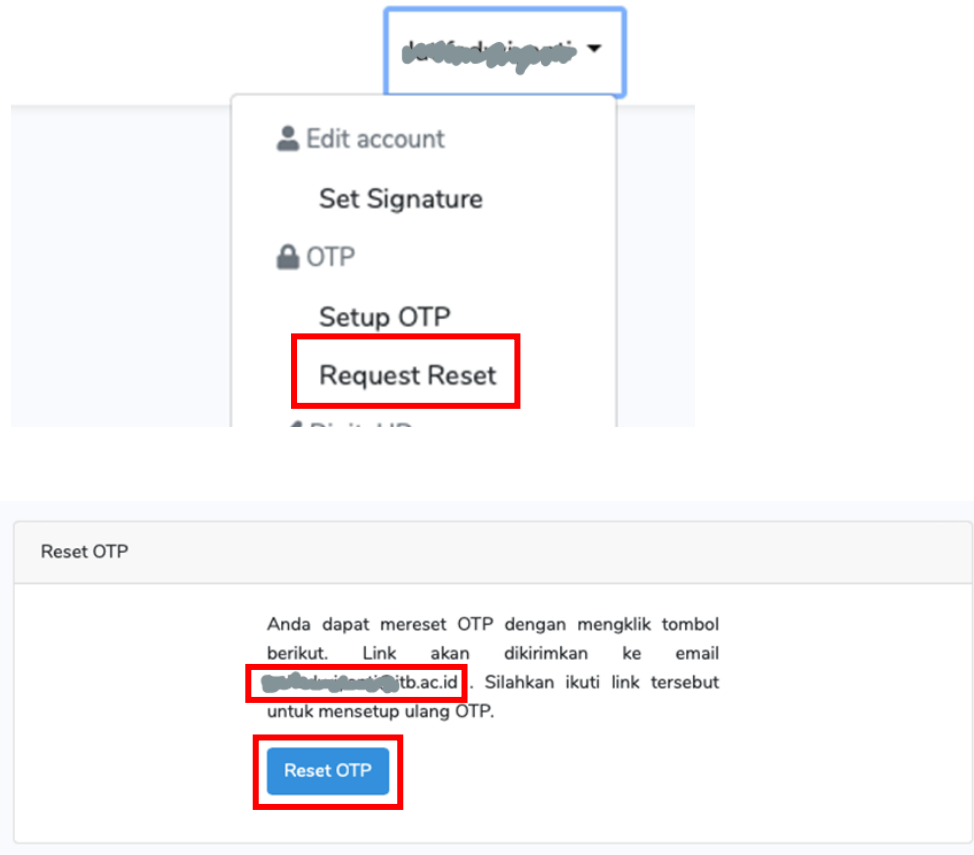 Edit account
Set Signature
OTP
Setup OTP
Request Reset
Reset OTP
Anda dapat mereset OTP dengan mengklik tombol
berikut. Link akan dikirimkan ke email
itb.ac.id . Silahkan ikuti link tersebut
untuk mensetup ulang OTP.
Reset OTP